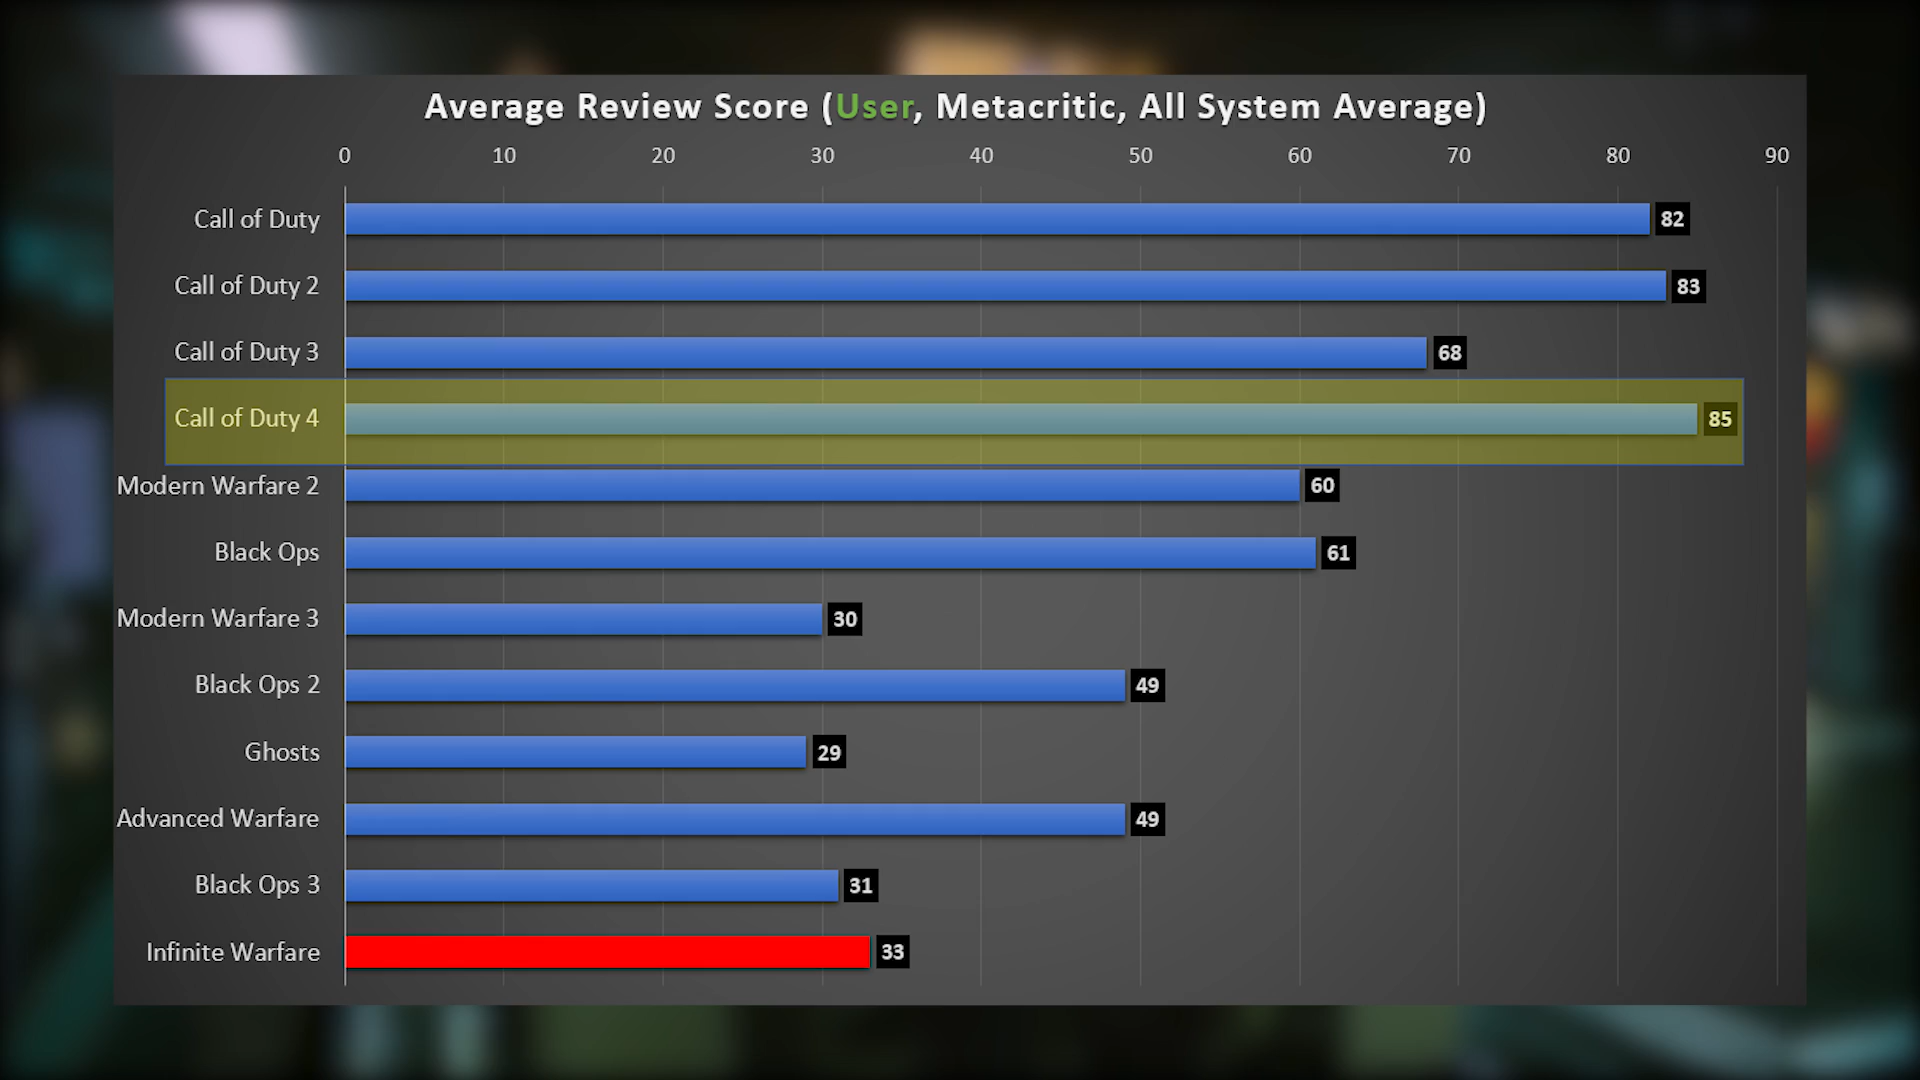 Average Review Score (User, Metacritic, All System Average)
0 10 20 30 40 50 60 70 80 90
Call of Duty 82
Call of Duty 2 83
Call of Duty 3 68
Call of Duty 4 85
Modern Warfare 2 60
Black Ops 61
Modern Warfare 3 30
Black Ops 2 49
Ghosts 29
Advanced Warfare 49
Black Ops 3 31
Infinite Warfare 33